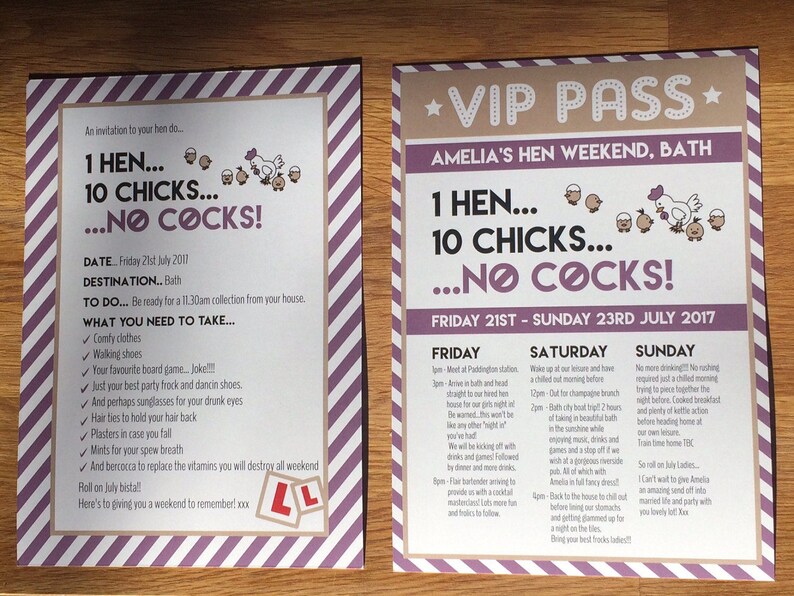 An invitation to your hen do...
1 HEN...
10 CHICKS...
...NO COCKS!
DATE... Friday 21st July 2017
DESTINATION.. Bath
TO DO... Be ready for a 11.30am collection from your house.
WHAT YOU NEED TO TAKE...
✓ Comfy clothes
✓ Walking shoes
✓ Your favourite board game... Joke!!!!
✓ Just your best party frock and dancin shoes.
✓ And perhaps sunglasses for your drunk eyes
✓ Hair ties to hold your hair back
✓ Plasters in case you fall
✓ Mints for your spew breath
✓ And bercocca to replace the vitamins you will destroy all weekend
Roll on July bista!!
Here's to giving you a weekend to remember! xxx
L L
VIP PASS
AMELIA'S HEN WEEKEND, BATH
1 HEN...
10 CHICKS...
...NO COCKS!
FRIDAY 21ST - SUNDAY 23RD JULY 2017
FRIDAY
1pm - Meet at Paddington station.
3pm - Arrive in bath and head
straight to our hired hen
house for our girls night in!
Be warned...this won't be
like any other "night in"
you've had!
We will be kicking off with
drinks and games! Followed
by dinner and more drinks.
8pm - Flair bartender arriving to
provide us with a cocktail
masterclass! Lots more fun
and frolics to follow.
SATURDAY
Wake up at our leisure and have
a chilled out morning before
12pm - Out for champagne brunch
2pm - Bath city boat trip!! 2 hours
of taking in beautiful bath
in the sunshine while
enjoying music, drinks and
games and a stop off if we
wish at a gorgeous riverside
pub. All of which with
Amelia in full fancy dress!!
4pm - Back to the house to chill out
before lining our stomachs
and getting glammed up for
a night on the tiles.
Bring your best frocks ladies!!!
SUNDAY
No more drinking!!!! No rushing
required just a chilled morning
trying to piece together the
night before. Cooked breakfast
and plenty of kettle action
before heading home at
our own leisure.
Train time home TBC
So roll on July Ladies...
I Can't wait to give Amelia
an amazing send off into
married life and party with
you lovely lot! Xxx